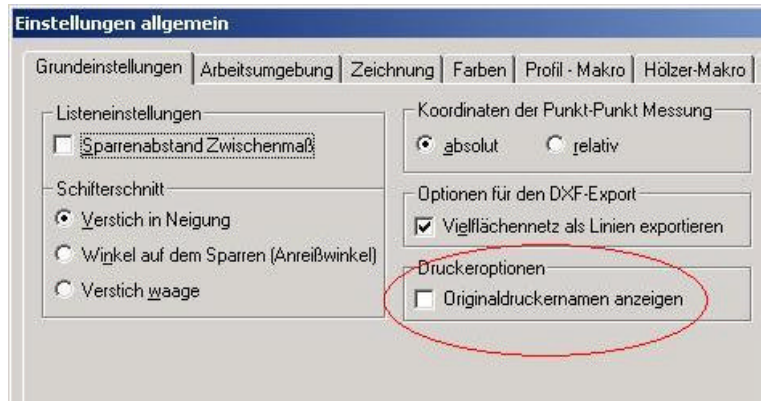 Einstellungen allgemein
Grundeinstellungen Arbeitsumgebung Zeichnung Farben Profil - Makro Hölzer-Makro
Listeneinstellungen
Sparrenabstand Zwischenmaß
Schifterschnitt
Verstich in Neigung
Winkel auf dem Sparren (Anreißwinkel)
Verstich waage
Koordinaten der Punkt-Punkt Messung
absolut relativ
Optionen für den DXF-Export
Vielflächennetz als Linien exportieren
Druckeroptionen
Originaldruckernamen anzeigen